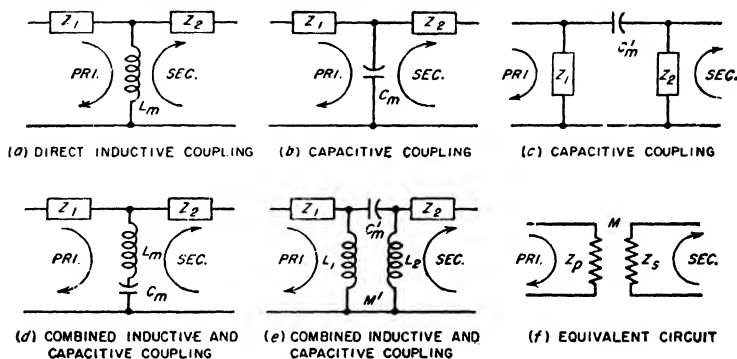 Z1 Z2
PRI. SEC.
Lm
(a) DIRECT INDUCTIVE COUPLING
Z1 Z2
PRI. SEC.
Cm
(b) CAPACITIVE COUPLING
C'm
PRI Z1 Z2 SEC.
(c) CAPACITIVE COUPLING
Z1 Z2
PRI. Lm SEC.
Cm
(d) COMBINED INDUCTIVE AND
CAPACITIVE COUPLING
Z1 C'm Z2
PRI L1 L2 SEC.
M'
(e) COMBINED INDUCTIVE AND
CAPACITIVE COUPLING
M
PRI. Zp Zs SEC.
(f) EQUIVALENT CIRCUIT